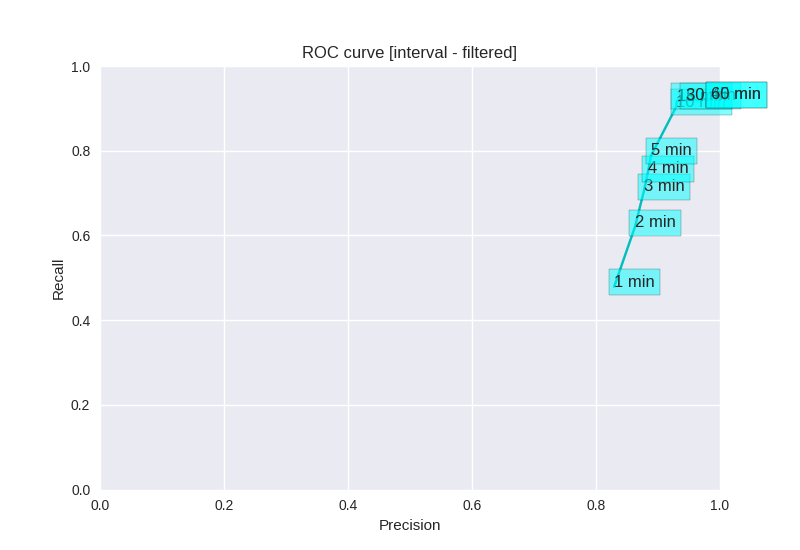 ROC curve [interval - filtered]
1.0
0.8
0.6
0.4
0.2
0.0
Recall
30
60 min
5 min
4 min
3 min
2 min
1 min
0.0 0.2 0.4 0.6 0.8 1.0
Precision